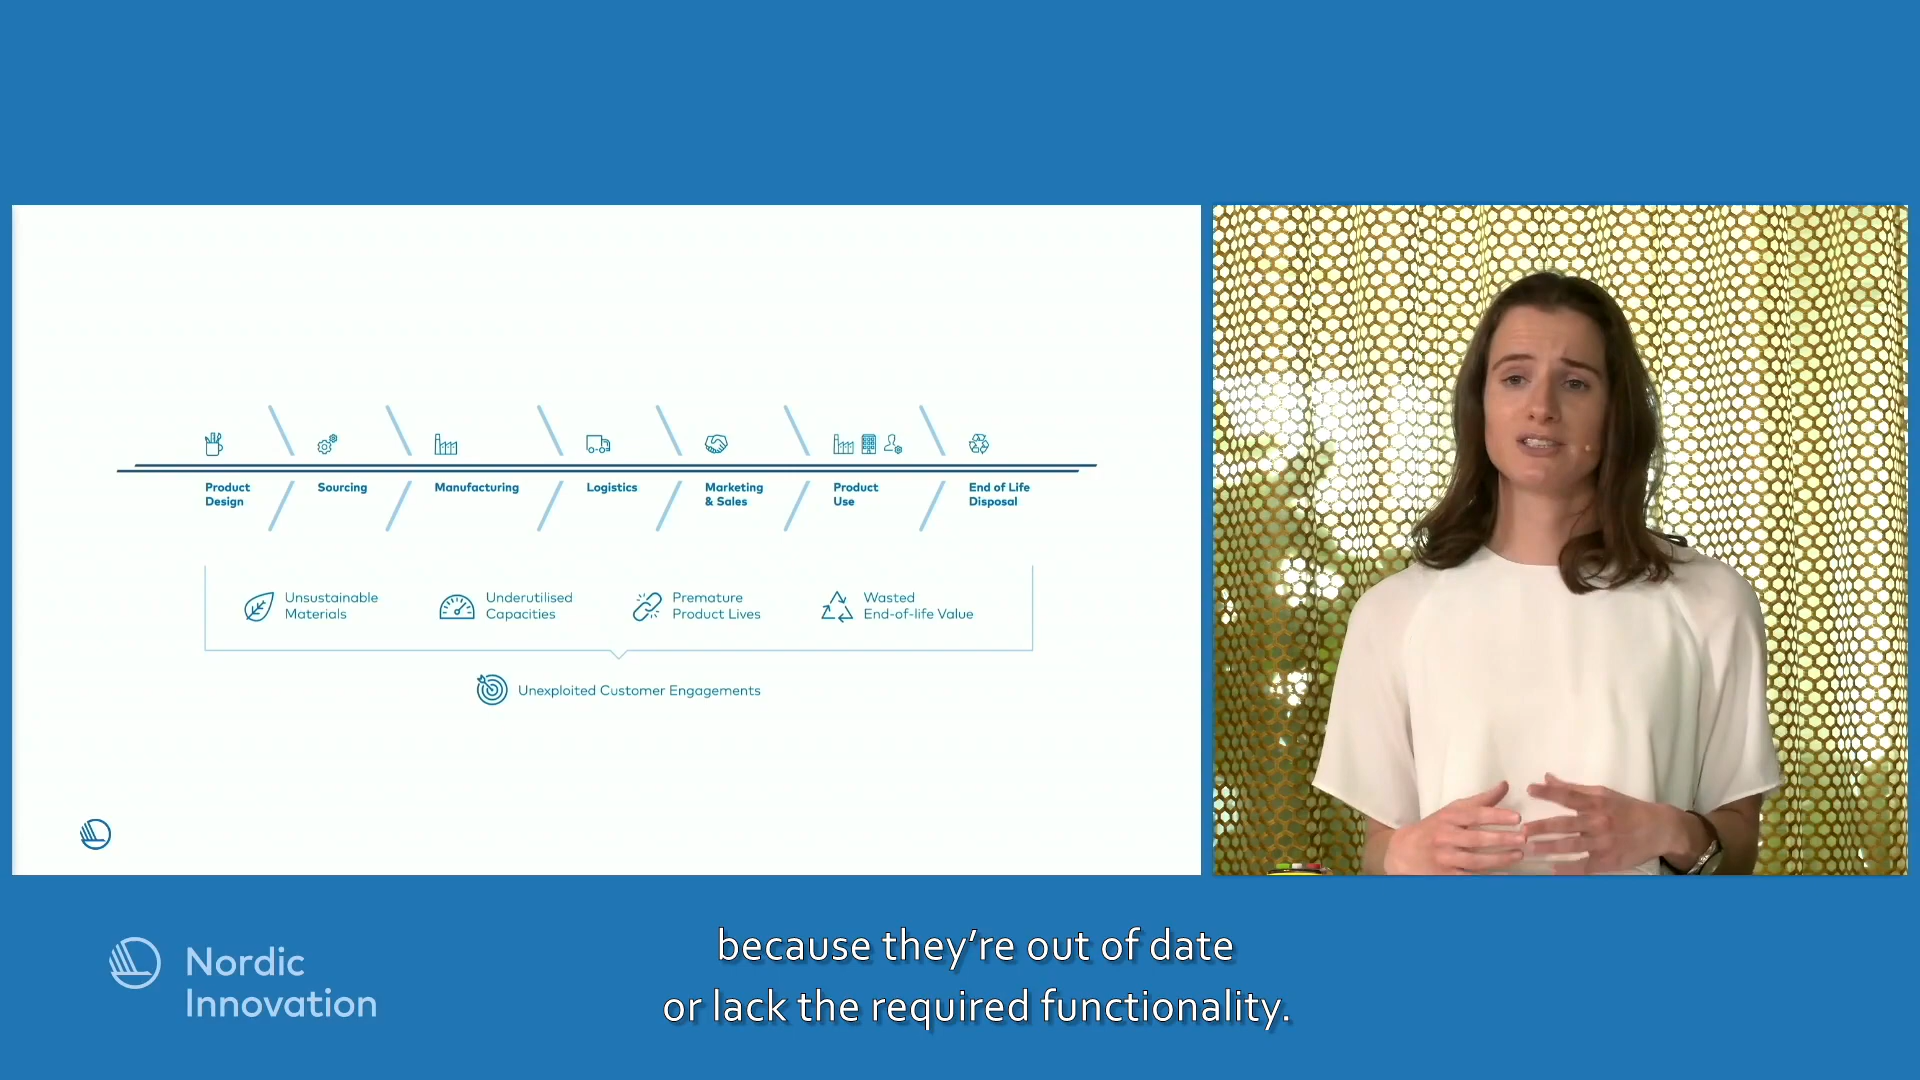 Product
Design
Sourcing
Manufacturing
Logistics
Marketing
& Sales
Product
Use
End of Life
Disposal
Unsustainable
Materials
Underutilised
Capacities
Premature
Product Lives
Wasted
End-of-life Value
Unexploited Customer Engagements
Nordic
Innovation
because they're out of date
or lack the required functionality.